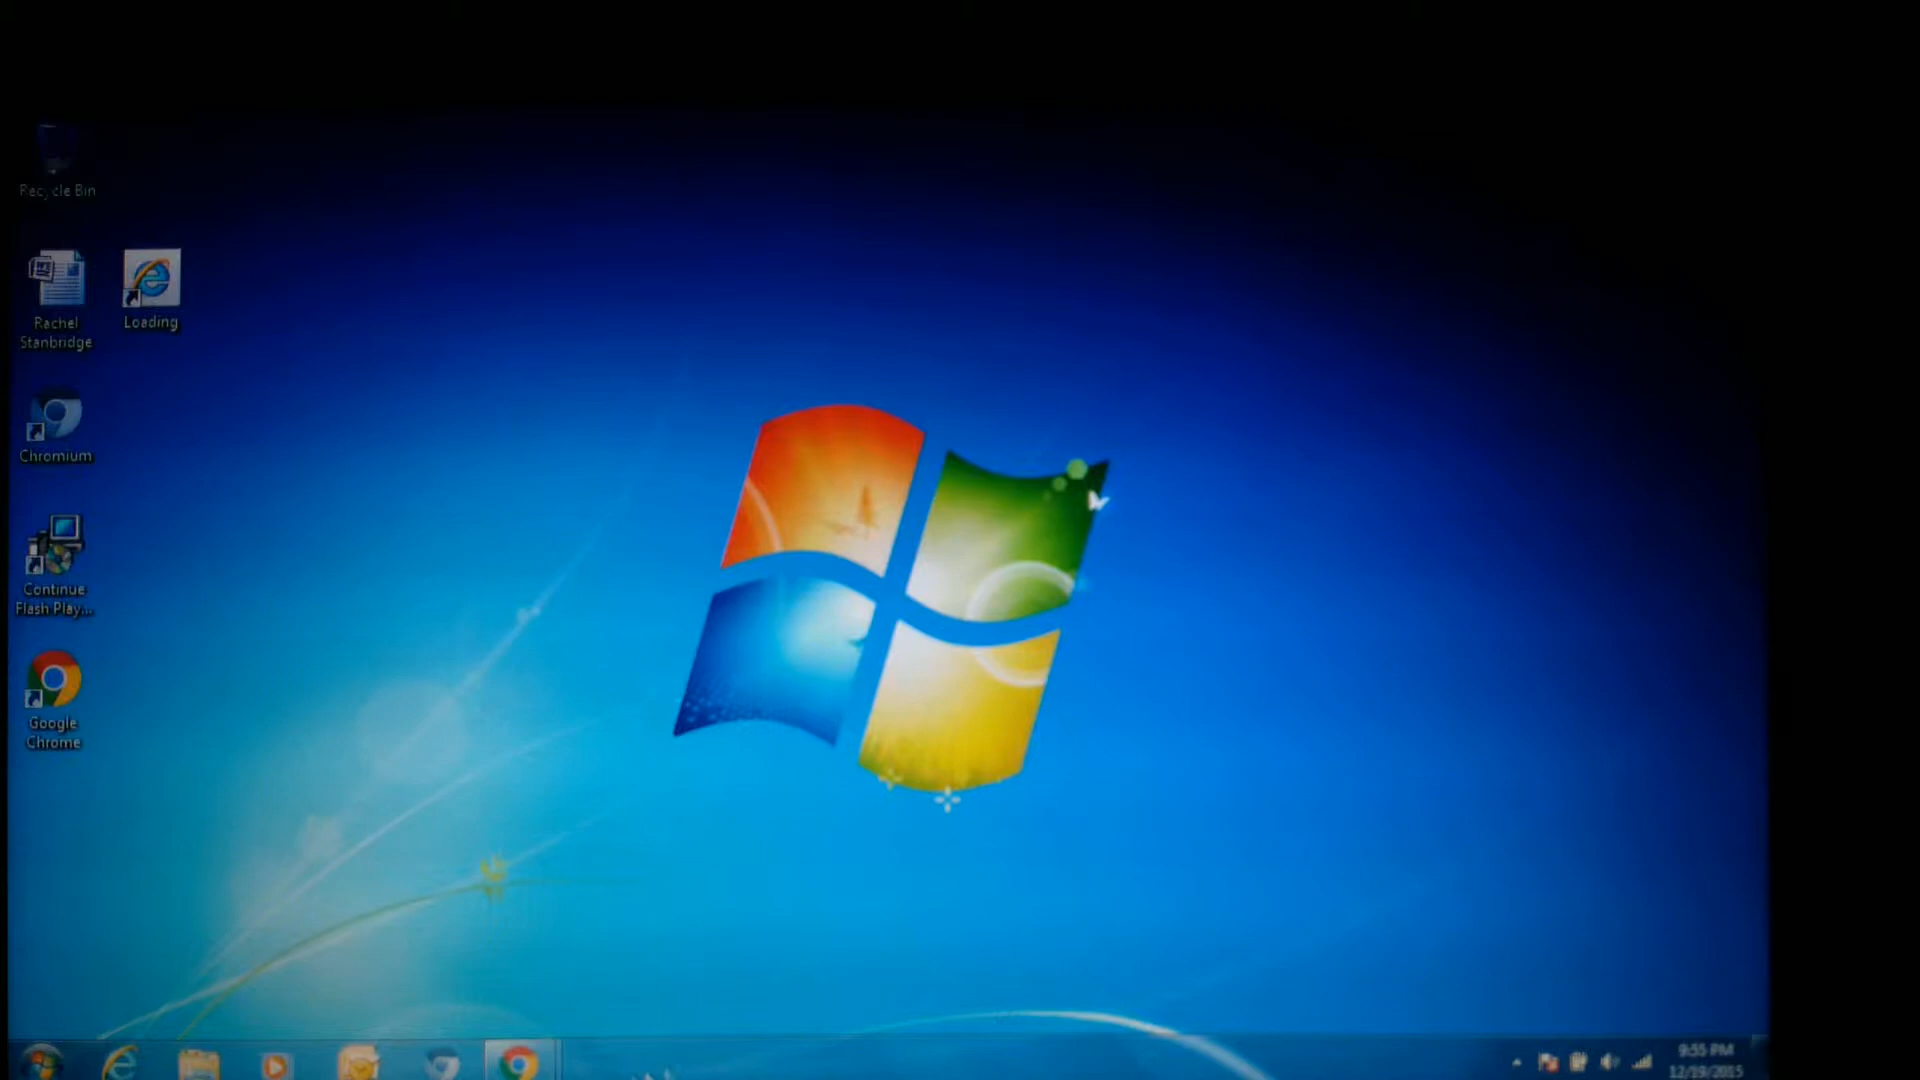 Recycle Bin
Rachel
Stanbridge
Loading
Chromium
Continue
Flash Play...
Google
Chrome
9:55 PM
12/19/2015